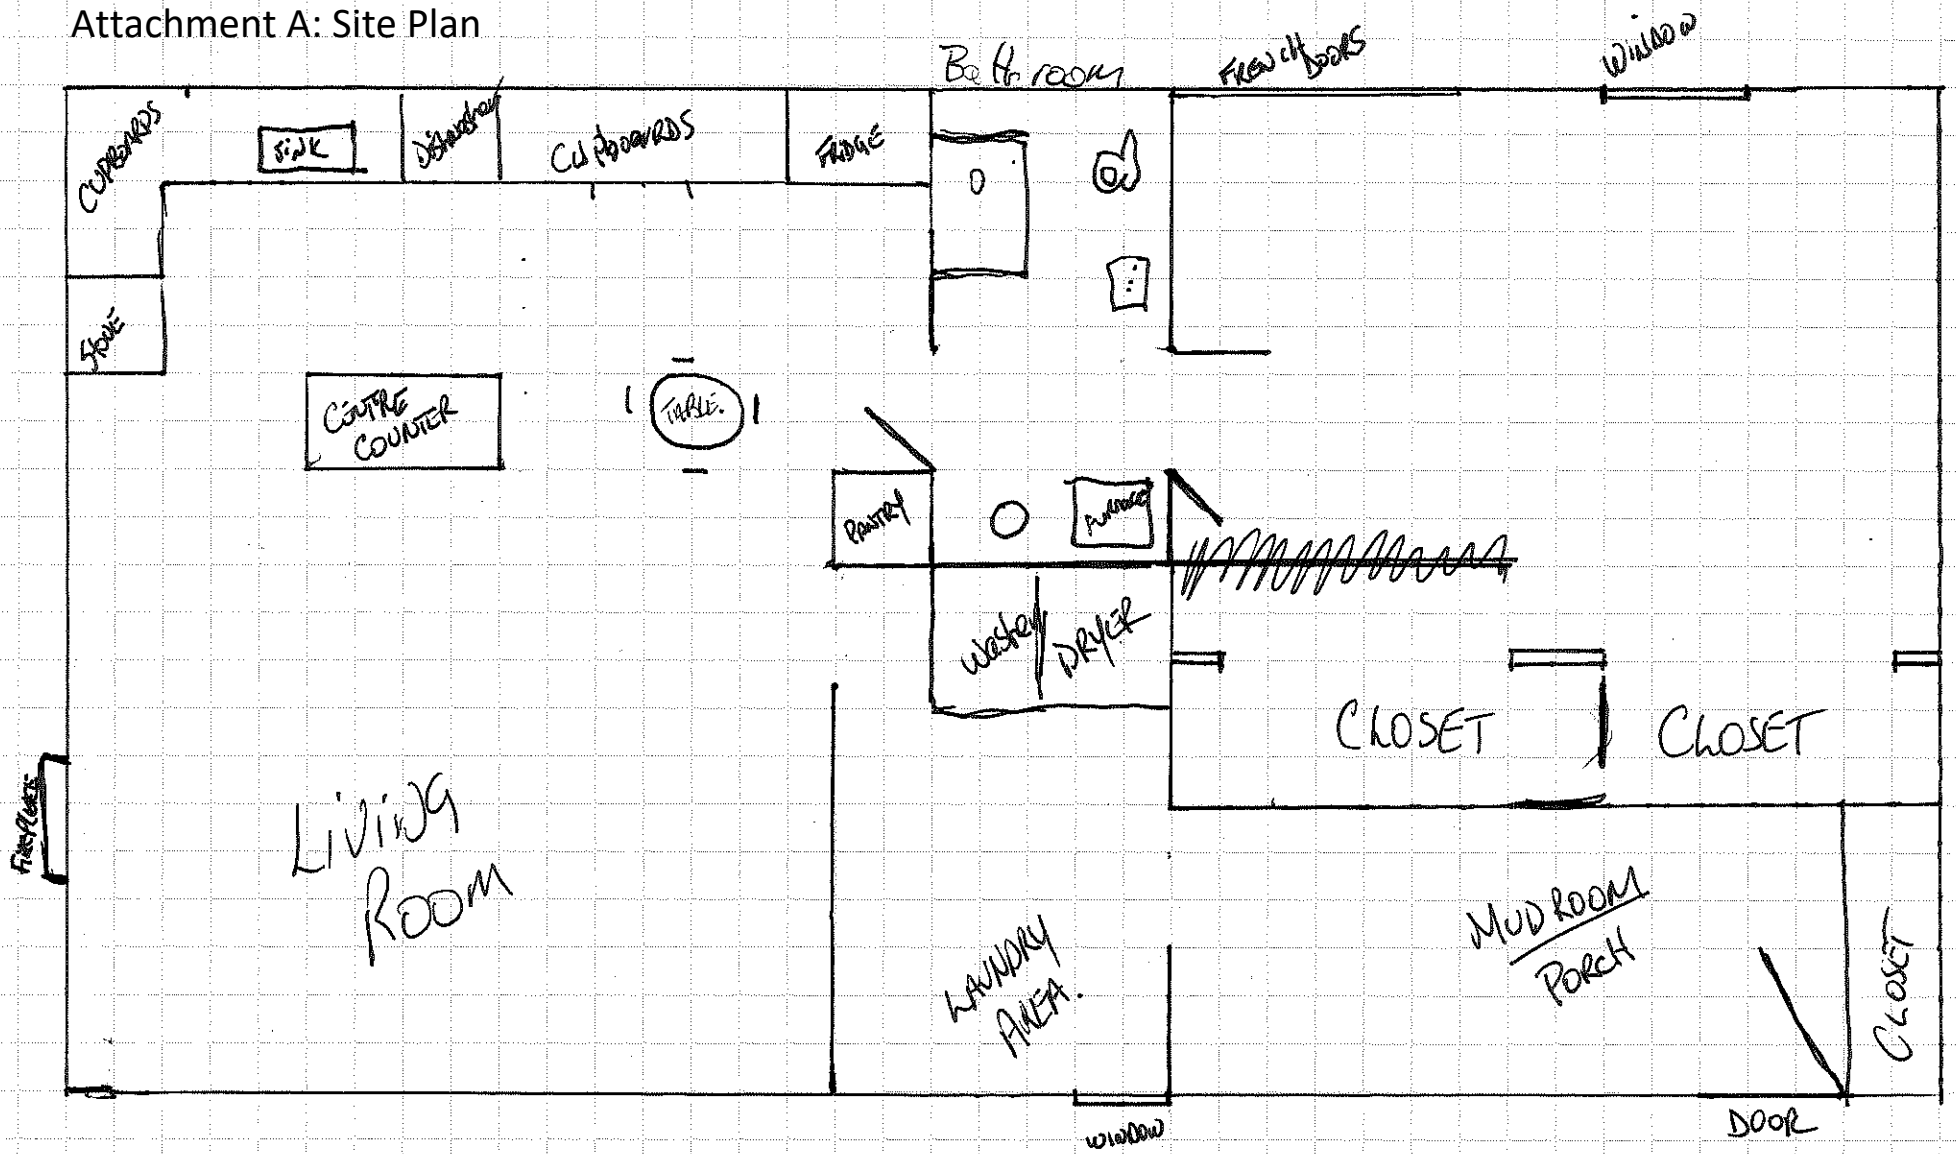 Attachment A: Site Plan
Bathroom
FRENCH DOORS
WINDOW
CUPBOARDS
SINK
Dishwasher
CUPBOARDS
FRIDGE
STOVE
CENTRE
COUNTER
TABLE.
PANTRY
FURNACE
Washer
DRYER
CLOSET
CLOSET
FIREPLACE
LiViNG
ROOM
LAUNDRY
AREA.
MUDROOM
PORCH
CLOSET
WINDOW
DOOR